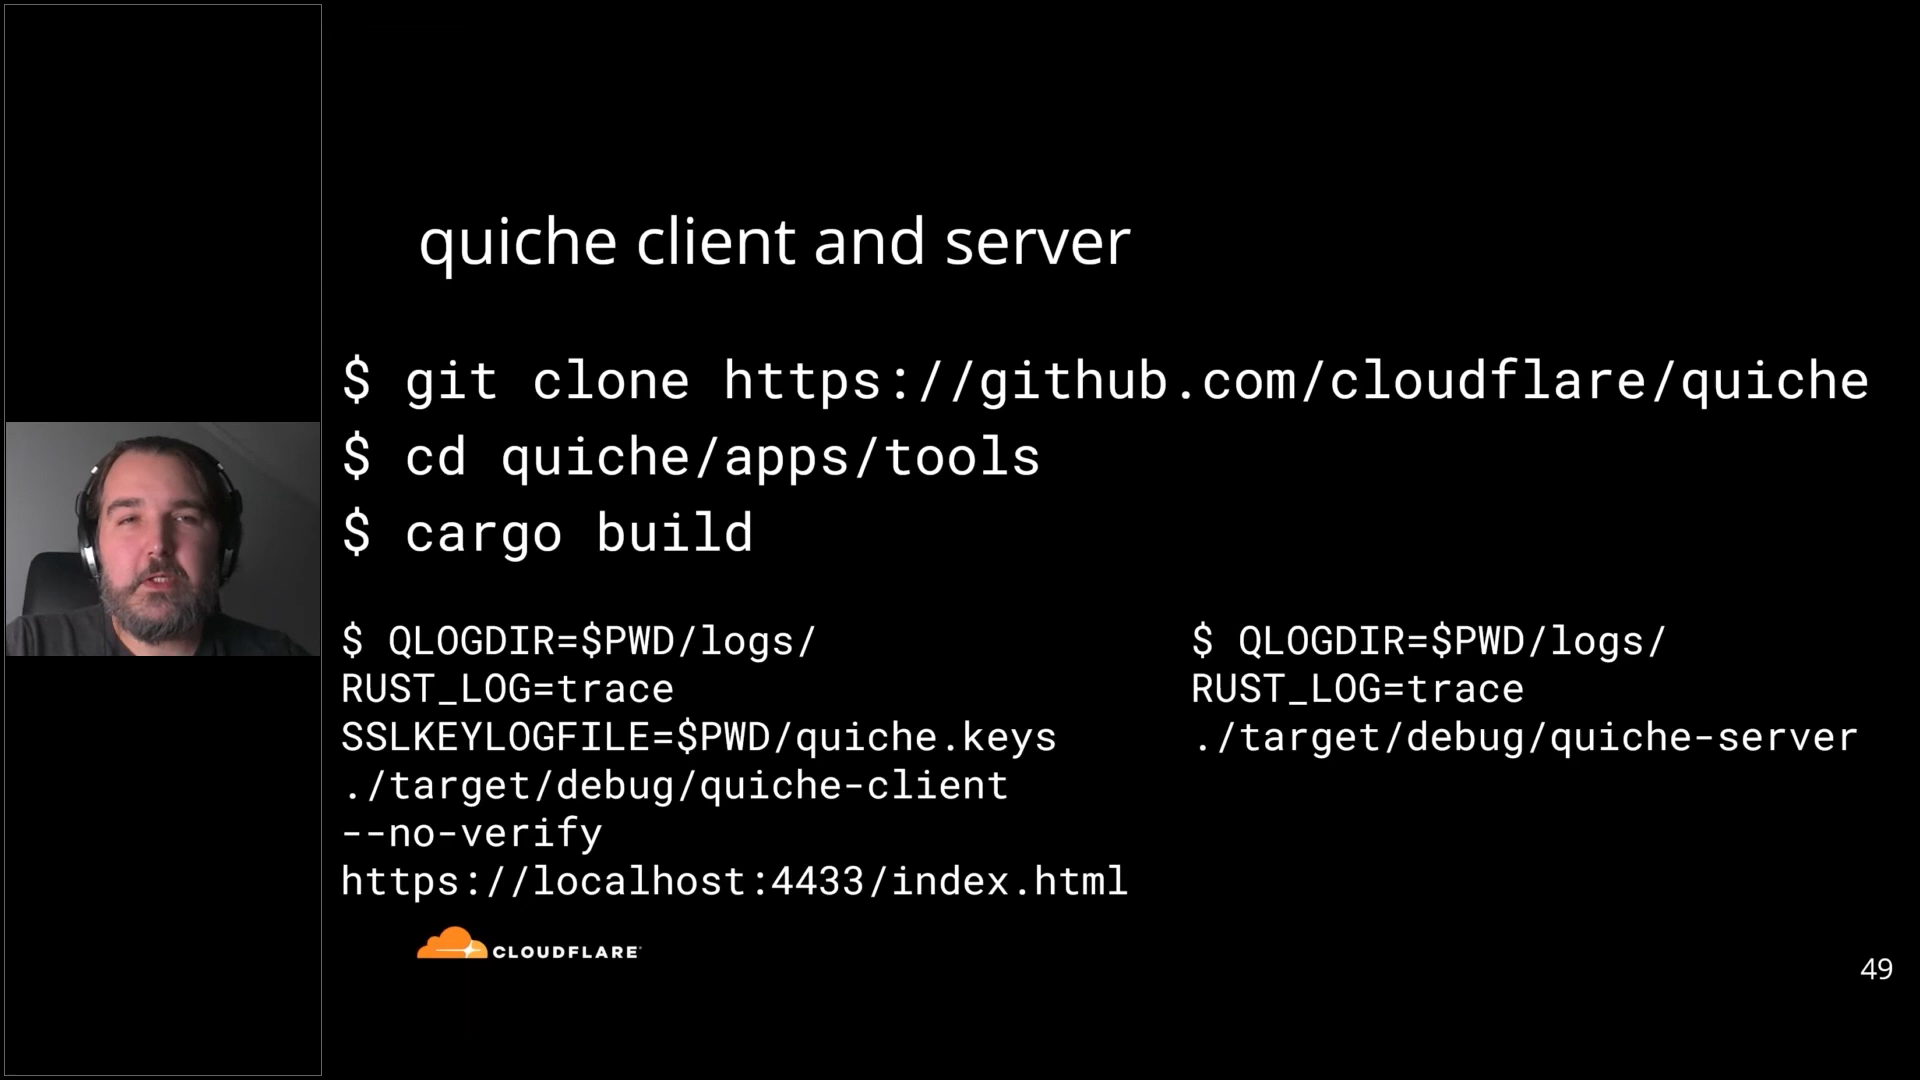 quiche client and server
$ git clone https://github.com/cloudflare/quiche
$ cd quiche/apps/tools
$ cargo build
$ QLOGDIR=$PWD/logs/
RUST_LOG=trace
SSLKEYLOGFILE=$PWD/quiche.keys
./target/debug/quiche-client
--no-verify
https://localhost:4433/index.html
$ QLOGDIR=$PWD/logs/
RUST_LOG=trace
./target/debug/quiche-server
CLOUDFLARE
49